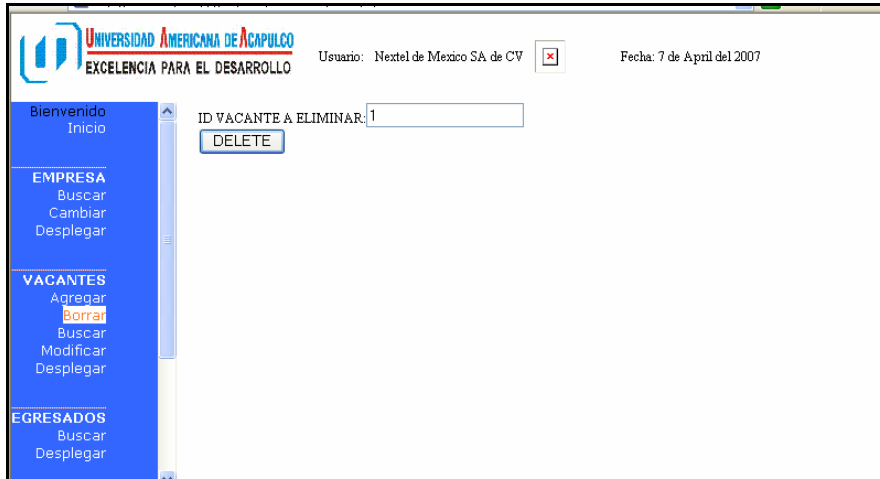 UNIVERSIDAD AMERICANA DE ACAPULCO
EXCELENCIA PARA EL DESARROLLO
Usuario: Nextel de Mexico SA de CV
Fecha: 7 de April del 2007
Bienvenido
Inicio
EMPRESA
Buscar
Cambiar
Desplegar
VACANTES
Agregar
Borrar
Buscar
Modificar
Desplegar
EGRESADOS
Buscar
Desplegar
ID VACANTE A ELIMINAR: 1
DELETE